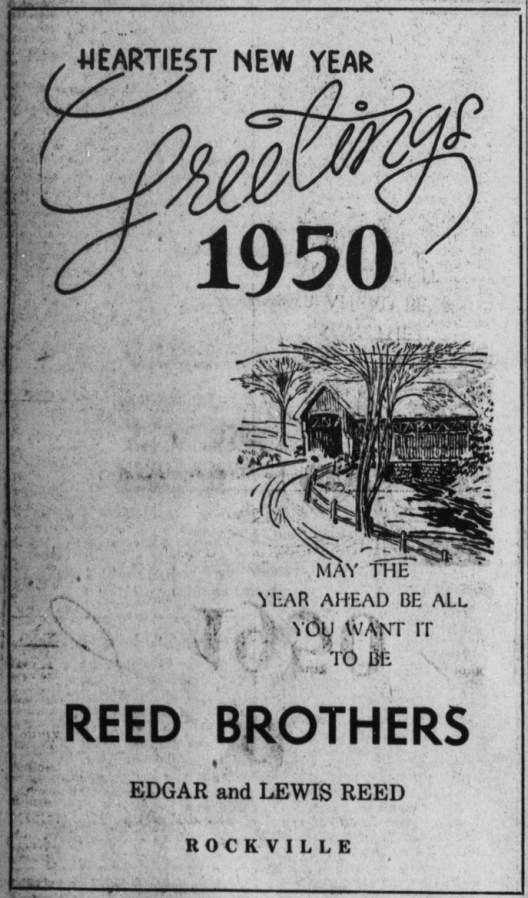 HEARTIEST NEW YEAR
Greetings
1950
MAY THE
YEAR AHEAD BE ALL
YOU WANT IT
TO BE
REED BROTHERS
EDGAR and LEWIS REED
ROCKVILLE